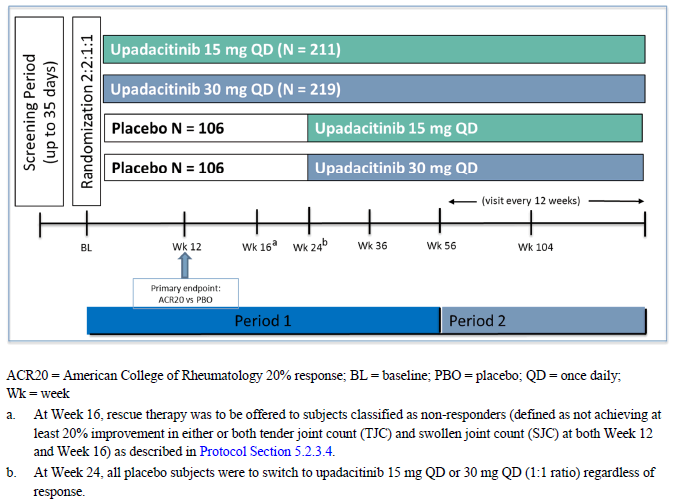 Screening Period
(up to 35 days)
Randomization 2:2:1:1
Upadacitinib 15 mg QD (N = 211)
Upadacitinib 30 mg QD (N = 219)
Placebo N = 106
Upadacitinib 15 mg QD
Placebo N = 106
Upadacitinib 30 mg QD
(visit every 12 weeks)
BL
Wk 12
Wk 16a
Wk 24b
Wk 36
Wk 56
Wk 104
Primary endpoint:
ACR20 vs PBO
Period 1
Period 2
ACR20 = American College of Rheumatology 20% response; BL = baseline; PBO = placebo; QD = once daily;
Wk = week
a. At Week 16, rescue therapy was to be offered to subjects classified as non-responders (defined as not achieving at
least 20% improvement in either or both tender joint count (TJC) and swollen joint count (SJC) at both Week 12
and Week 16) as described in Protocol Section 5.2.3.4.
b. At Week 24, all placebo subjects were to switch to upadacitinib 15 mg QD or 30 mg QD (1:1 ratio) regardless of
response.